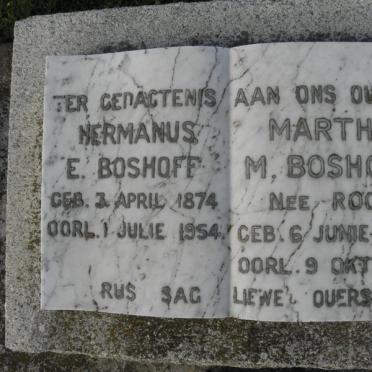 TER GEDAGTENIS AAN ONS
HERMANUS
E. BOSHOFF
GEB. 3 APRIL 1874
OORL. 1 JULIE 1954.
MARTH
M. BOSHO
NEE ROO
GEB. 6 JUNIE
OORL. 9 OKT
RUS SAG LIEWE OUERS